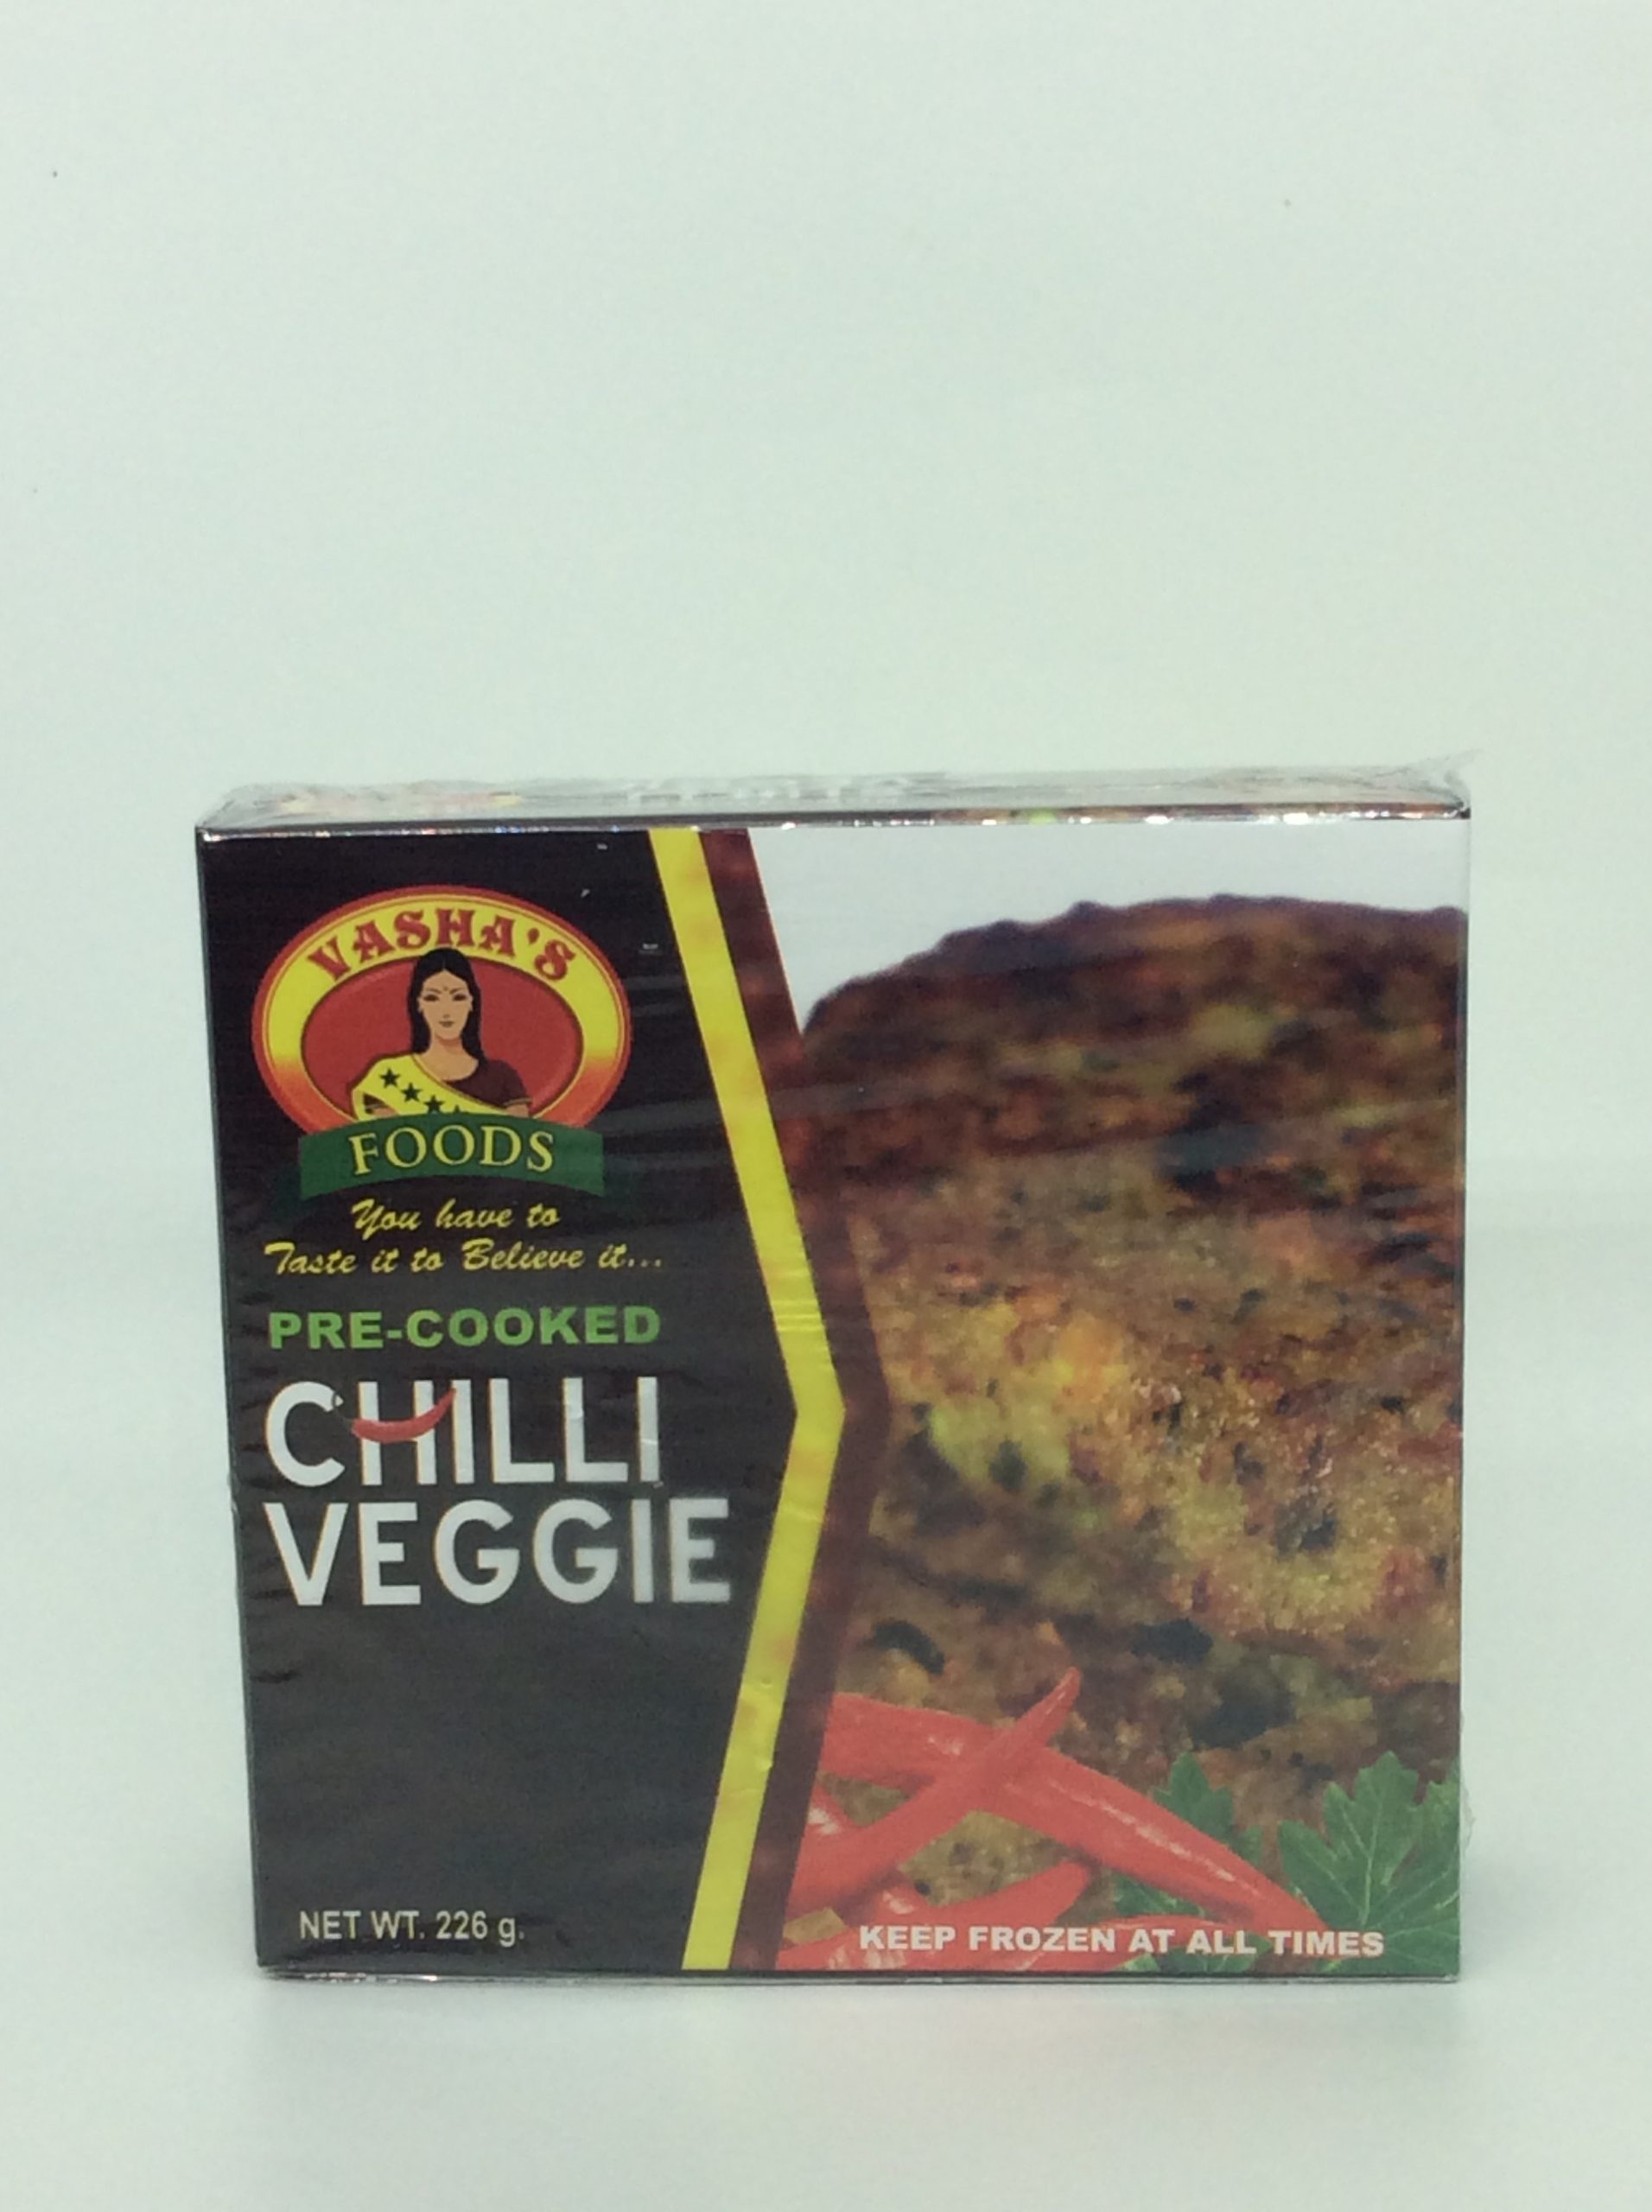 VASHA'S
FOODS
You have to
Taste it to Believe it...
PRE-COOKED
CHILLI
VEGGIE
NET WT. 226 g.
KEEP FROZEN AT ALL TIMES